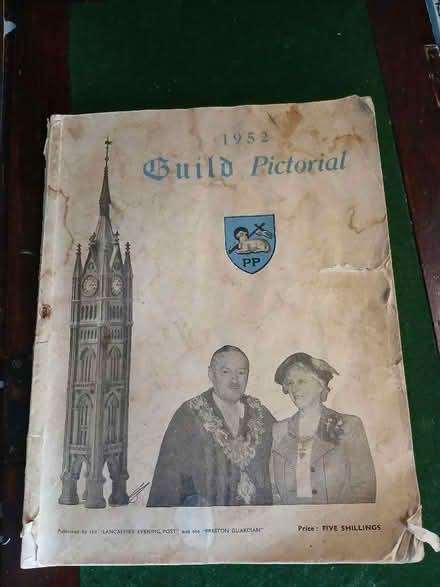 1952
Guild Pictorial
PP
Published by the "LANCASHIRE EVENING POST" and the "PRESTON GUARDIAN"
Price: FIVE SHILLINGS